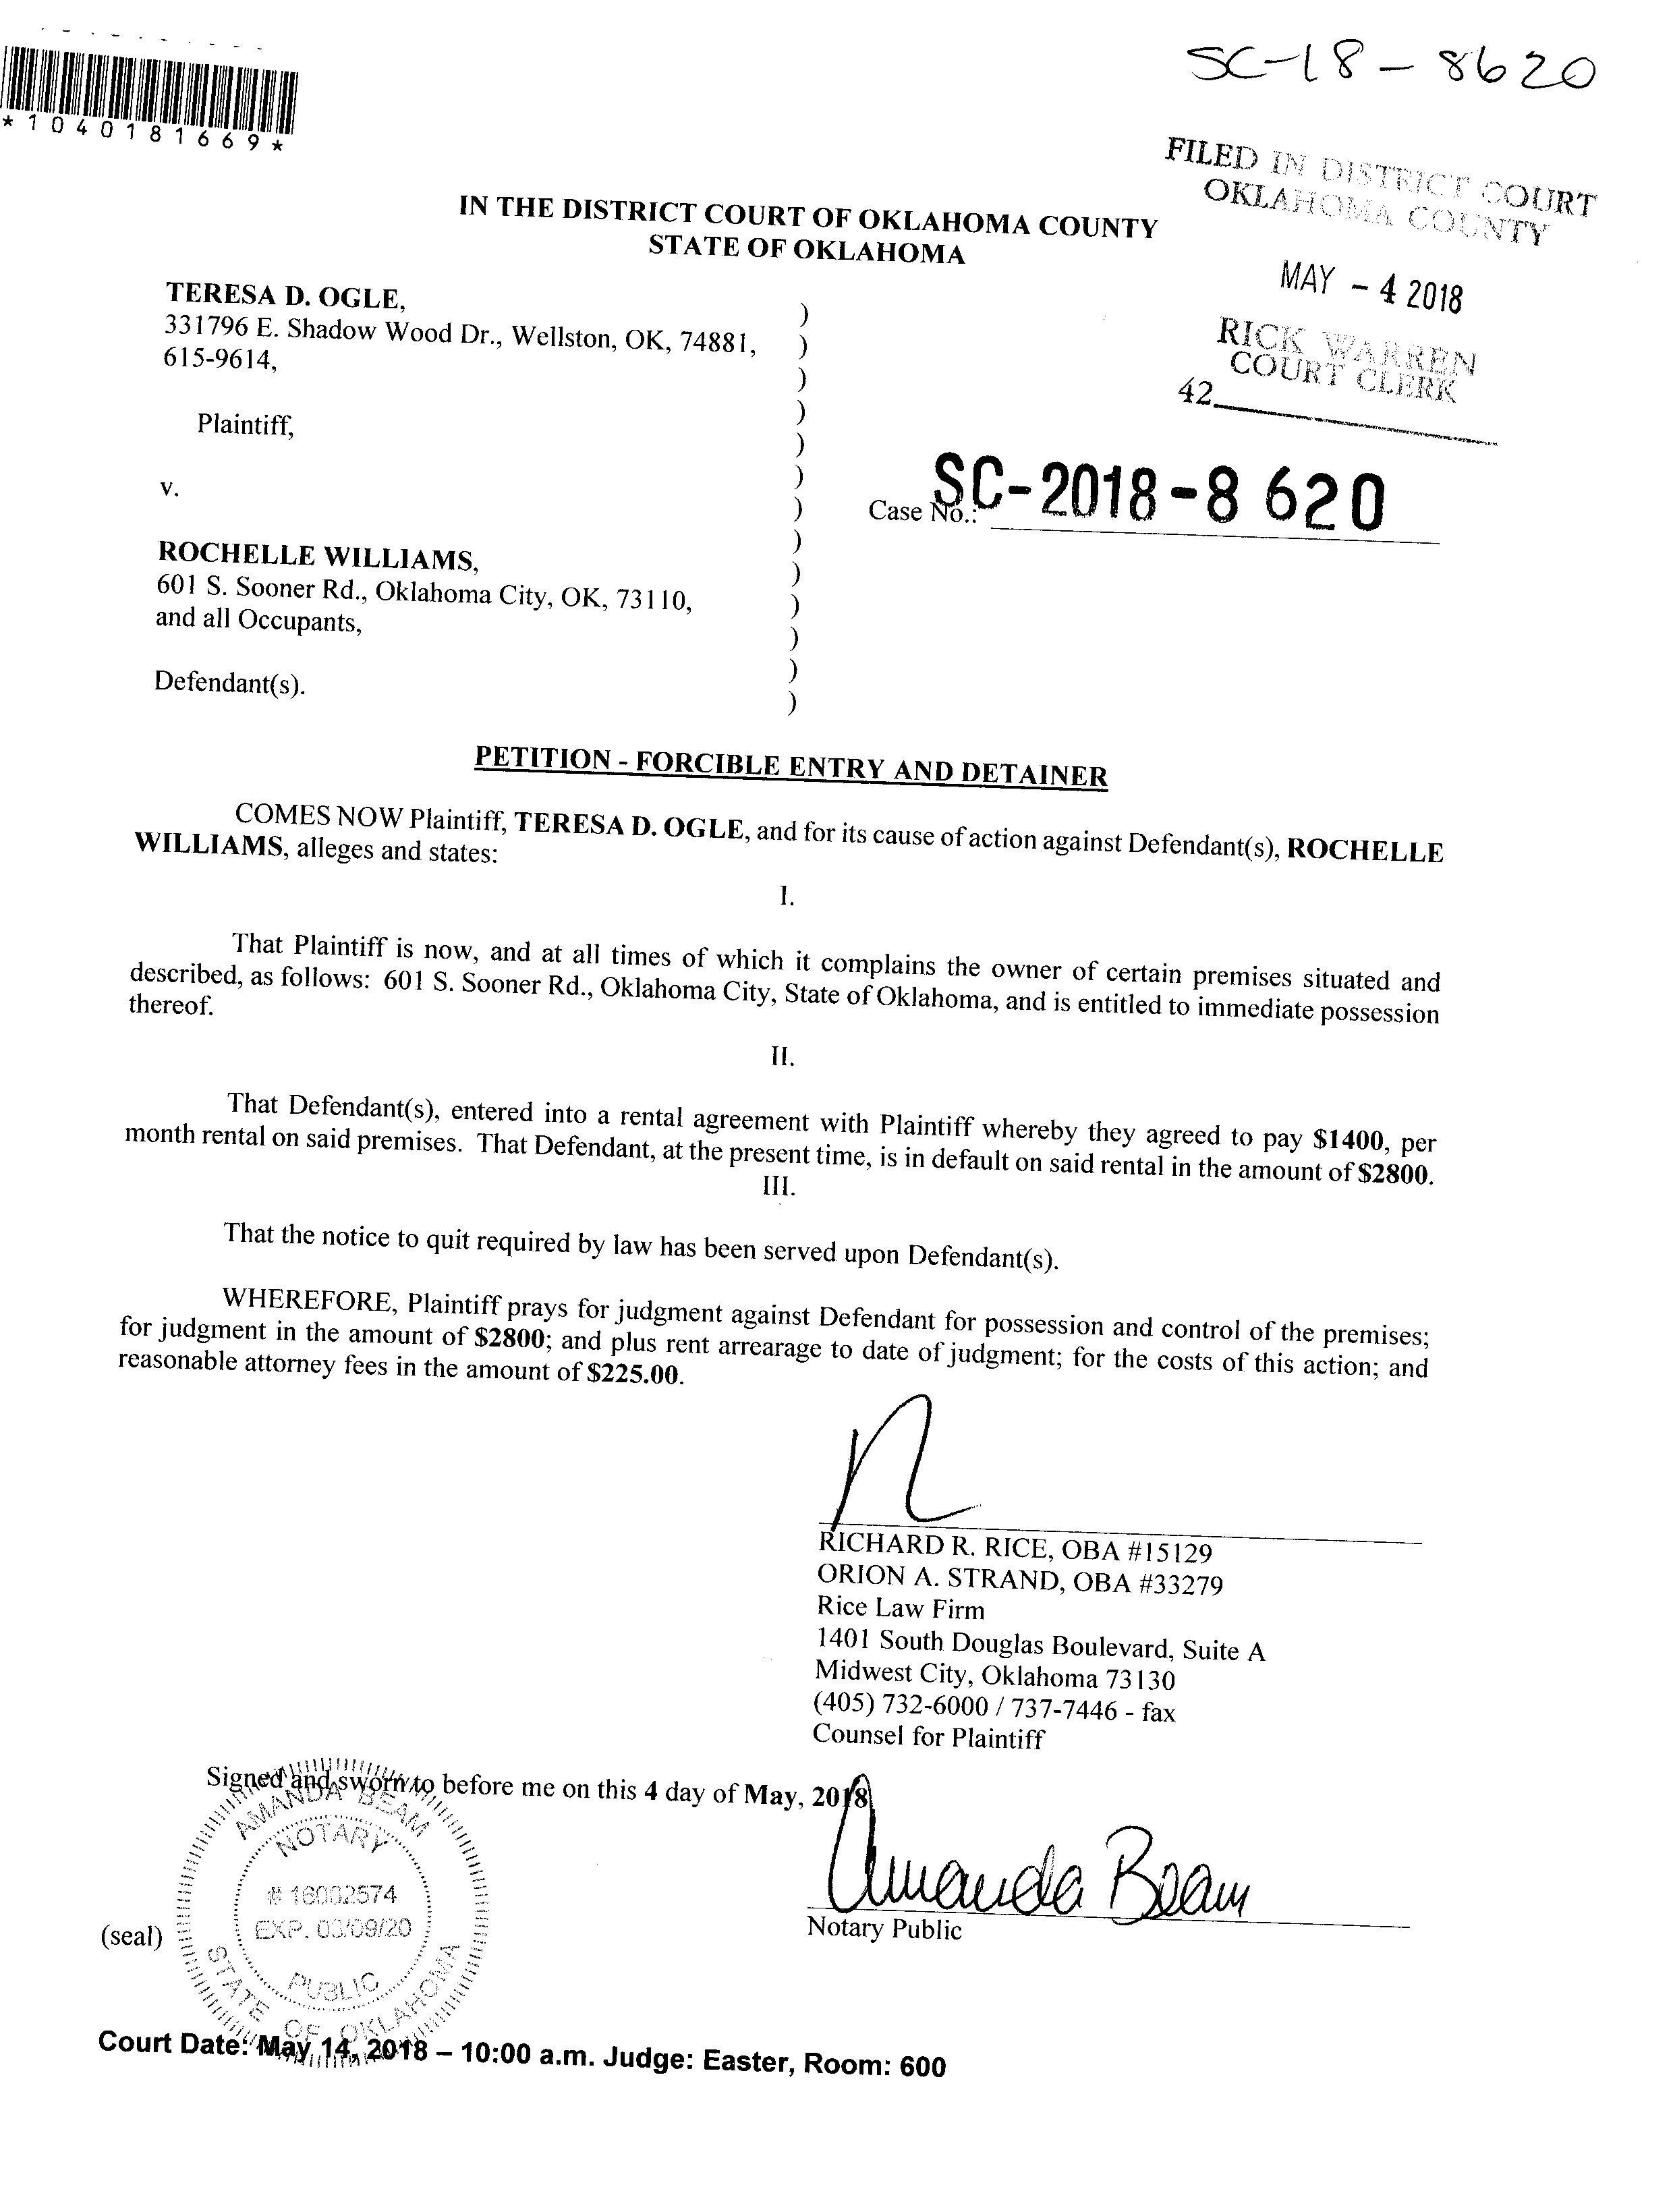 SC-18-8620
*1040181669*
FILED IN DISTRICT COURT
OKLAHOMA COUNTY
MAY - 4 2018
RICK WARREN
COURT CLERK
42
IN THE DISTRICT COURT OF OKLAHOMA COUNTY
STATE OF OKLAHOMA
TERESA D. OGLE,
331796 E. Shadow Wood Dr., Wellston, OK, 74881,
615-9614,
Plaintiff,
v.
Case No.: SC-2018-8620
ROCHELLE WILLIAMS,
601 S. Sooner Rd., Oklahoma City, OK, 73110,
and all Occupants,
Defendant(s).
)
)
)
)
)
)
)
)
)
)
)
)
)
PETITION - FORCIBLE ENTRY AND DETAINER
COMES NOW Plaintiff, TERESA D. OGLE, and for its cause of action against Defendant(s), ROCHELLE
WILLIAMS, alleges and states:
I.
That Plaintiff is now, and at all times of which it complains the owner of certain premises situated and
described, as follows: 601 S. Sooner Rd., Oklahoma City, State of Oklahoma, and is entitled to immediate possession
thereof.
II.
That Defendant(s), entered into a rental agreement with Plaintiff whereby they agreed to pay $1400, per
month rental on said premises. That Defendant, at the present time, is in default on said rental in the amount of $2800.
III.
That the notice to quit required by law has been served upon Defendant(s).
WHEREFORE, Plaintiff prays for judgment against Defendant for possession and control of the premises;
for judgment in the amount of $2800; and plus rent arrearage to date of judgment; for the costs of this action; and
reasonable attorney fees in the amount of $225.00.
RICHARD R. RICE, OBA #15129
ORION A. STRAND, OBA #33279
Rice Law Firm
1401 South Douglas Boulevard, Suite A
Midwest City, Oklahoma 73130
(405) 732-6000 / 737-7446 - fax
Counsel for Plaintiff
Signed and sworn to before me on this 4 day of May, 2018
AMANDA BEAM
NOTARY
# 16002574
EXP. 03/09/20
PUBLIC
STATE OF OKLAHOMA
(seal)
Amanda Beam
Notary Public
Court Date: May 14, 2018 – 10:00 a.m. Judge: Easter, Room: 600